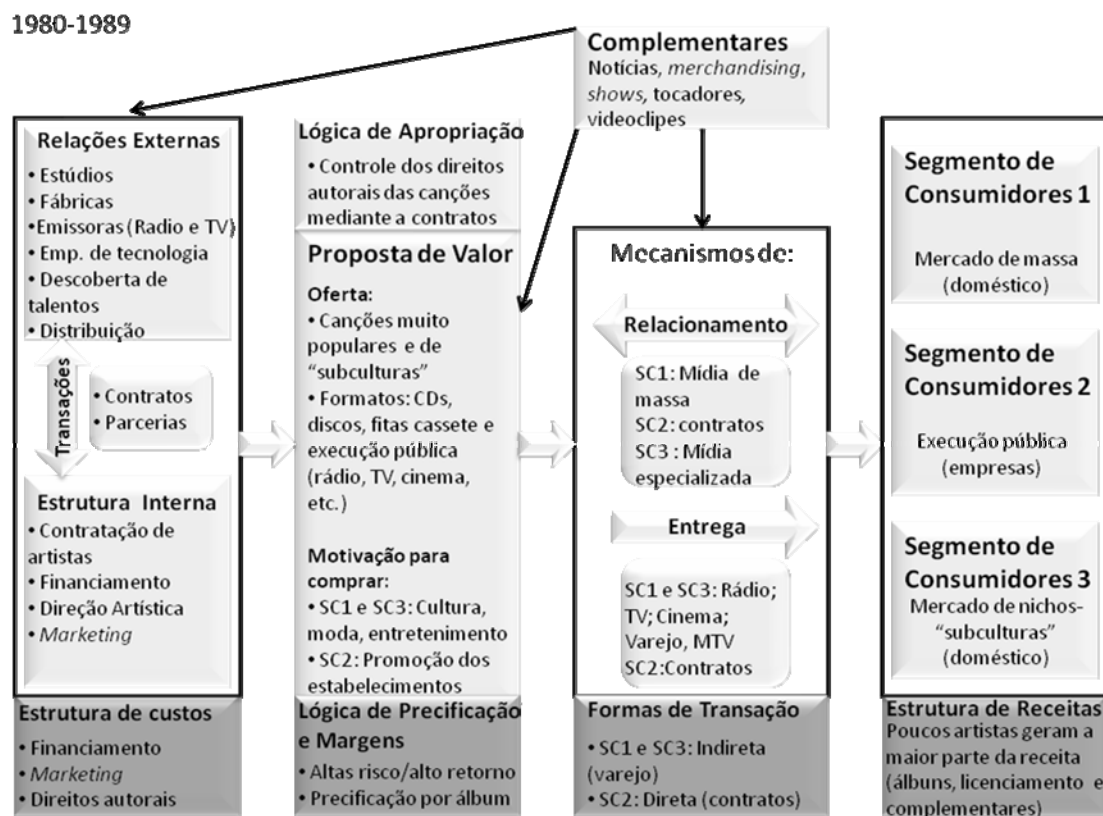 1980-1989
Complementares
Notícias, merchandising,
shows, tocadores,
videoclipes
Relações Externas
• Estúdios
• Fábricas
•Emissoras (Radio e TV)
• Emp. de tecnologia
• Descoberta de
talentos
• Distribuição
Transações
• Contratos
• Parcerias
Estrutura Interna
• Contratação de
artistas
• Financiamento
• Direção Artística
• Marketing
Estrutura de custos
• Financiamento
• Marketing
• Direitos autorais
Lógica de Apropriação
• Controle dos direitos
autorais das canções
mediante a contratos
Proposta de Valor
Oferta:
• Canções muito
populares e de
“subculturas”
• Formatos: CDs,
discos, fitas cassete e
execução pública
(rádio, TV, cinema,
etc.)
Motivação para
comprar:
• SC1 e SC3: Cultura,
moda, entretenimento
• SC2: Promoção dos
estabelecimentos
Lógica de Precificação
e Margens
• Altas risco/alto retorno
• Precificação por álbum
Mecanismos de:
Relacionamento
SC1: Mídia de
massa
SC2: contratos
SC3 : Mídia
especializada
Entrega
SC1 e SC3: Rádio;
TV; Cinema;
Varejo, MTV
SC2:Contratos
Formas de Transação
• SC1 e SC3: Indireta
(varejo)
• SC2: Direta (contratos)
Segmento de
Consumidores 1
Mercado de massa
(doméstico)
Segmento de
Consumidores 2
Execução pública
(empresas)
Segmento de
Consumidores 3
Mercado de nichos-
“subculturas”
(doméstico)
Estrutura de Receitas
Poucos artistas geram a
maior parte da receita
(álbuns, licenciamento e
complementares)